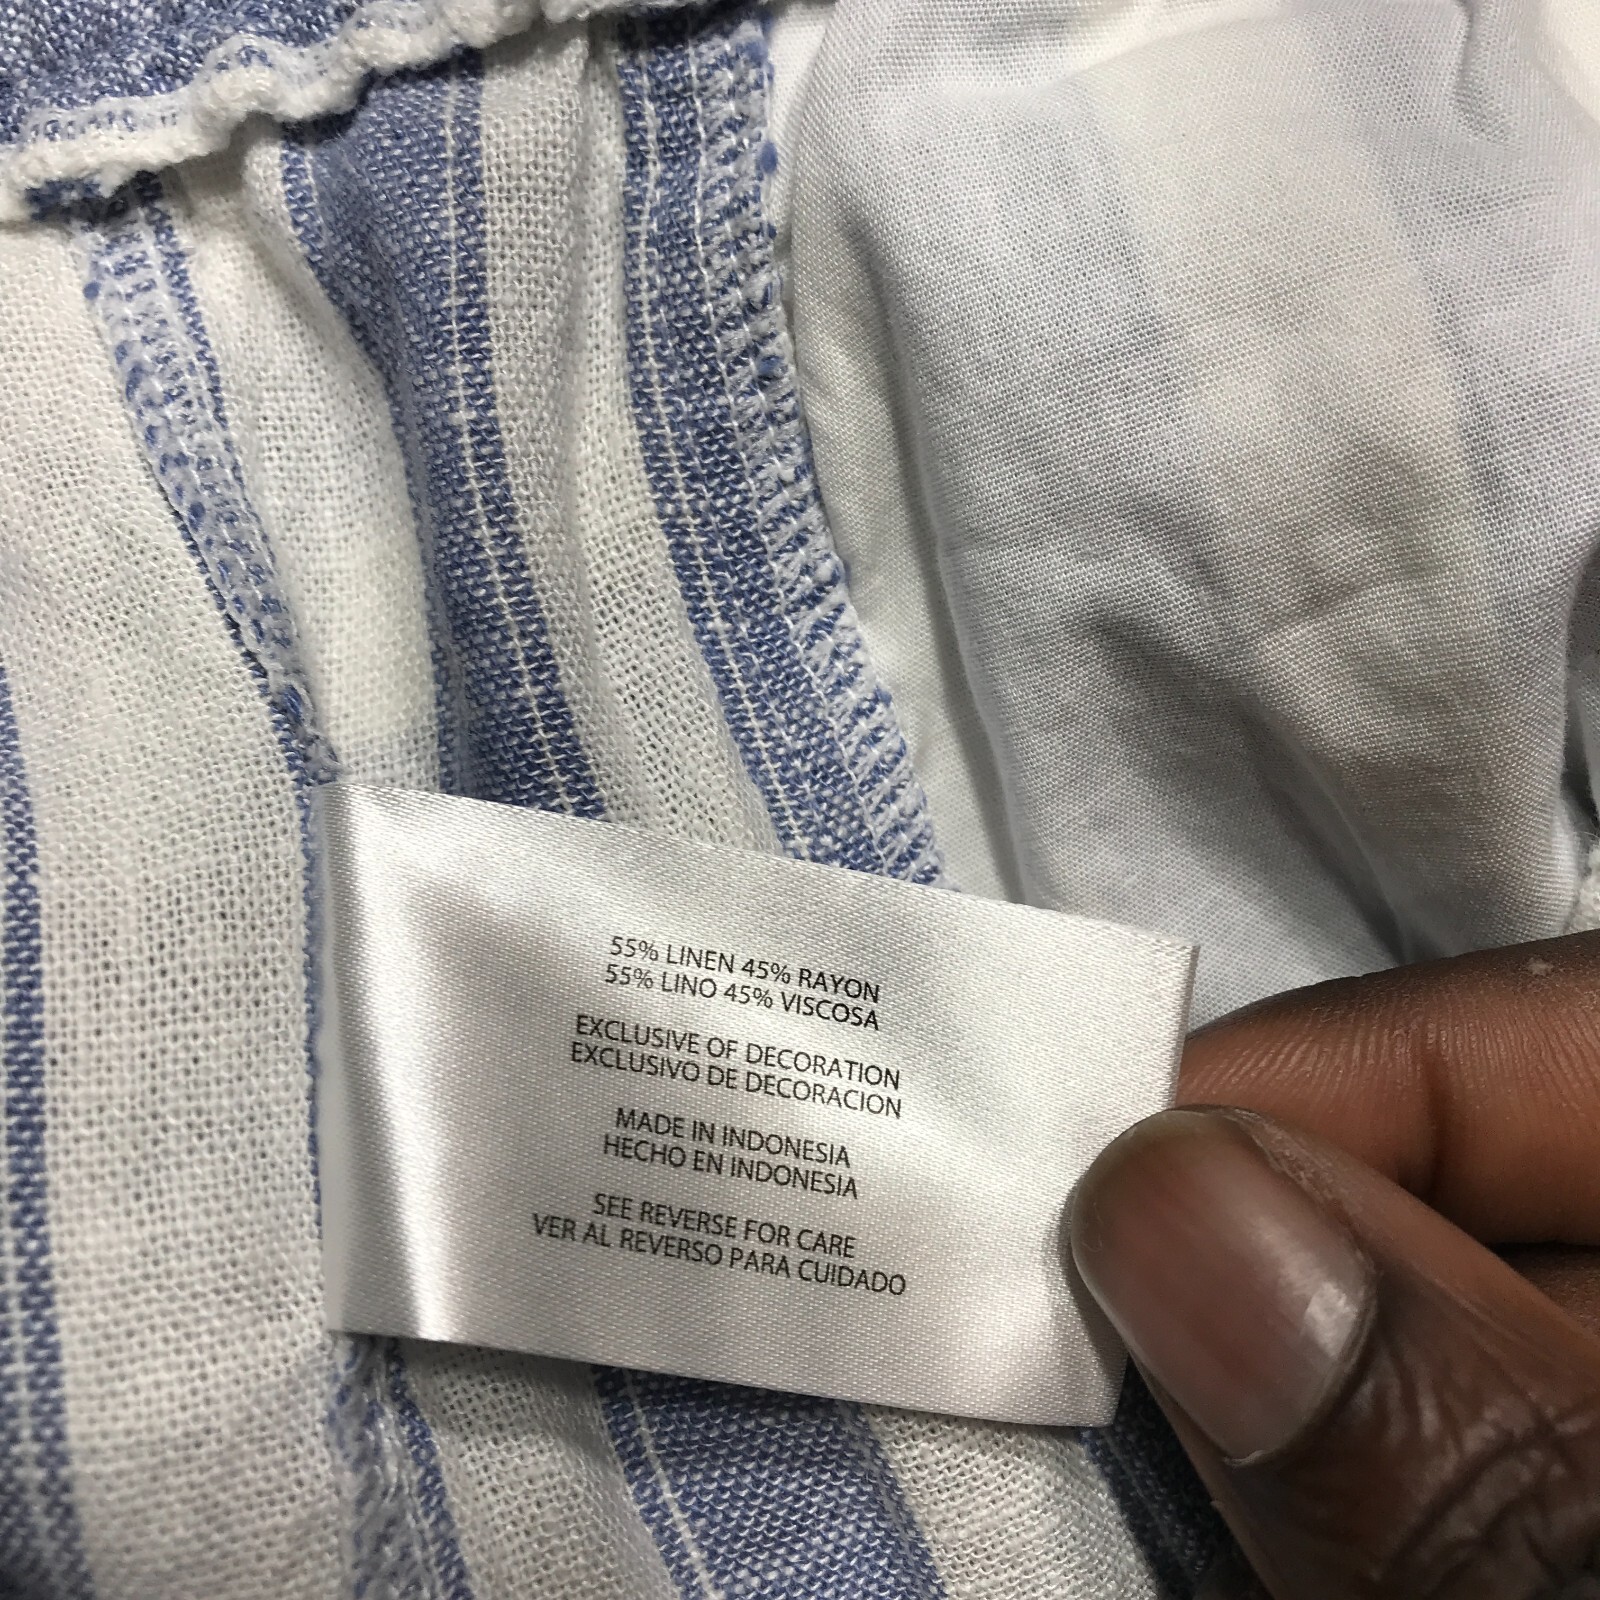 55% LINEN 45% RAYON
55% LINO 45% VISCOSA
EXCLUSIVE OF DECORATION
EXCLUSIVO DE DECORACION
MADE IN INDONESIA
HECHO EN INDONESIA
SEE REVERSE FOR CARE
VER AL REVERSO PARA CUIDADO